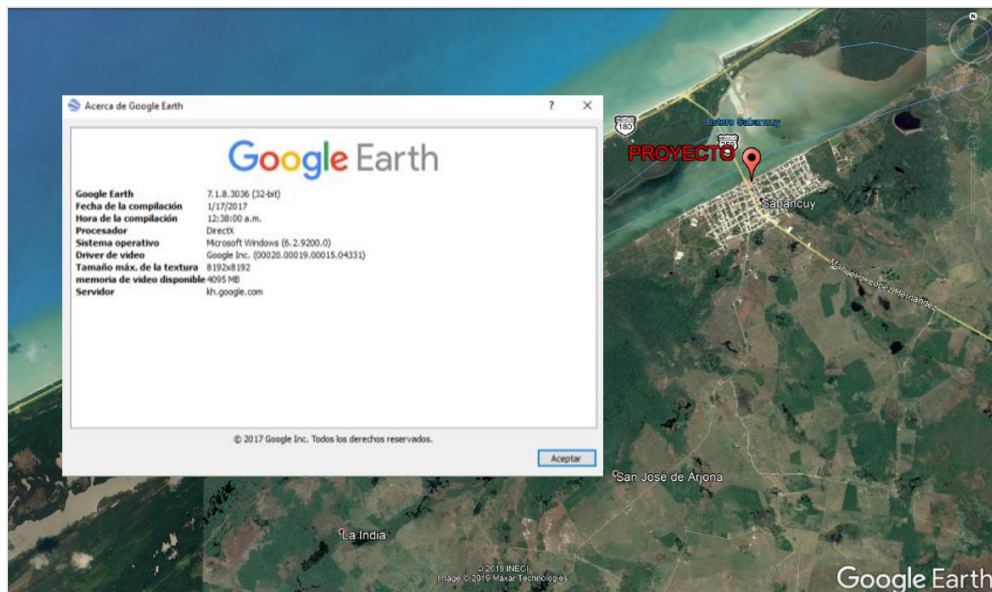 N
Acerca de Google Earth
Google Earth
Google Earth 7.1.8.3036 (32-bit)
Fecha de la compilación 1/17/2017
Hora de la compilación 12:38:00 a.m.
Procesador DirectX
Sistema operativo Microsoft Windows (6.2.9200.0)
Driver de video Google Inc. (00020.00019.00015.04331)
Tamaño máx. de la textura 8192x8192
memoria de video disponible 4095 MB
Servidor kh.google.com
© 2017 Google Inc. Todos los derechos reservados.
Aceptar
180
Estero Sabancuy
PROYECTO
Sabancuy
San José de Arjona
La India
© 2018 INEGI
Image © 2019 Maxar Technologies
Google Earth